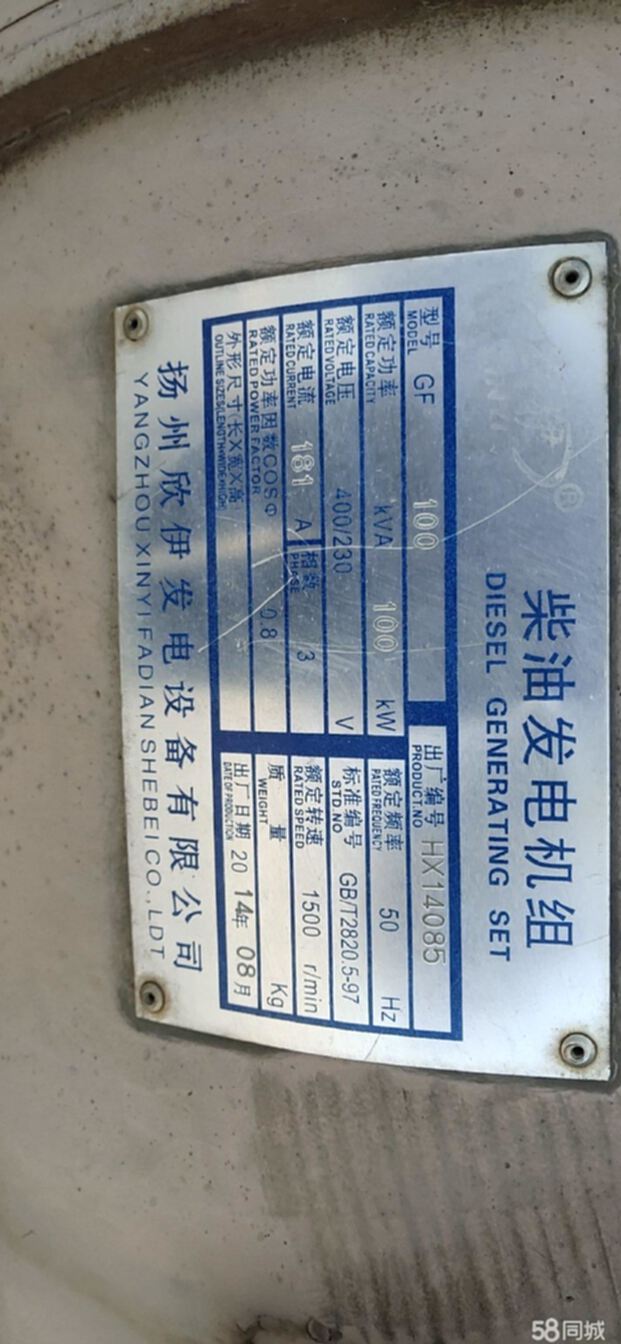 ®
柴油发电机组
DIESEL GENERATING SET
型号 GF 100
MODEL
出厂编号 HX14085
PRODUCT.NO
额定功率 kVA 100 kW
RATED CAPACITY
额定频率 50 Hz
RATED FREQUENCY
额定电压 400/230 V
RATED VOLTAGE
标准编号 GB/T2820.5-97
STD.NO
额定电流 181 A
RATED CURRENT
相数 3
PHASE
额定转速 1500 r/min
RATED SPEED
额定功率因数COSΦ 0.8
RATED POWER FACTOR
质量 Kg
WEIGHT
外形尺寸(长X宽X高)
OUTLINE SIZES(LENGTH×WIDE×HIGH)
出厂日期 2014年08月
DATE OF PRODUCTION
扬州欣伊发电设备有限公司
YANGZHOU XINYI FADIAN SHEBEI CO.,LDT
58同城